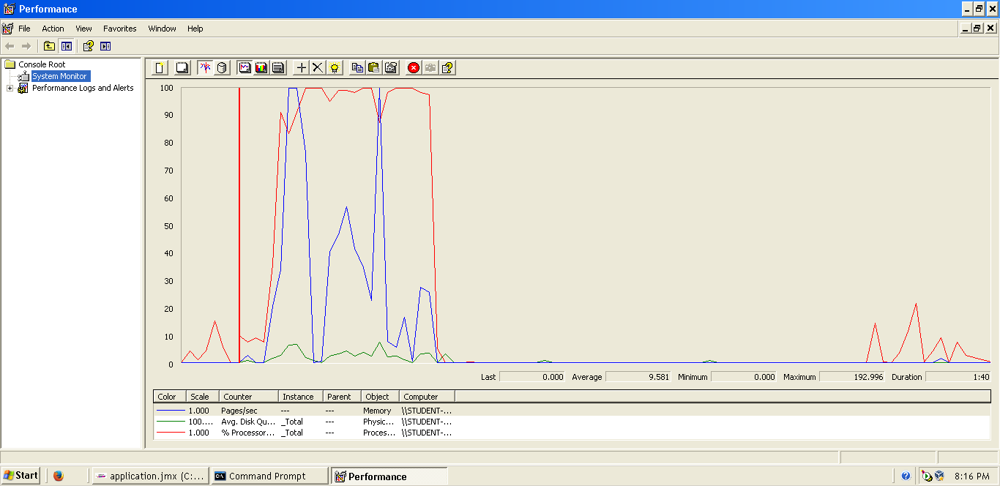 Performance
File Action View Favorites Window Help
Console Root
System Monitor
Performance Logs and Alerts
100
90
80
70
60
50
40
30
20
10
0
Last 0.000 Average 9.581 Minimum 0.000 Maximum 192.996 Duration 1:40
Color Scale Counter Instance Parent Object Computer
1.000 Pages/sec --- --- Memory \\STUDENT-...
100.... Avg. Disk Qu... _Total --- Physic... \\STUDENT-...
1.000 % Processor... _Total --- Proces... \\STUDENT-...
Start application.jmx (C:... Command Prompt Performance 8:16 PM